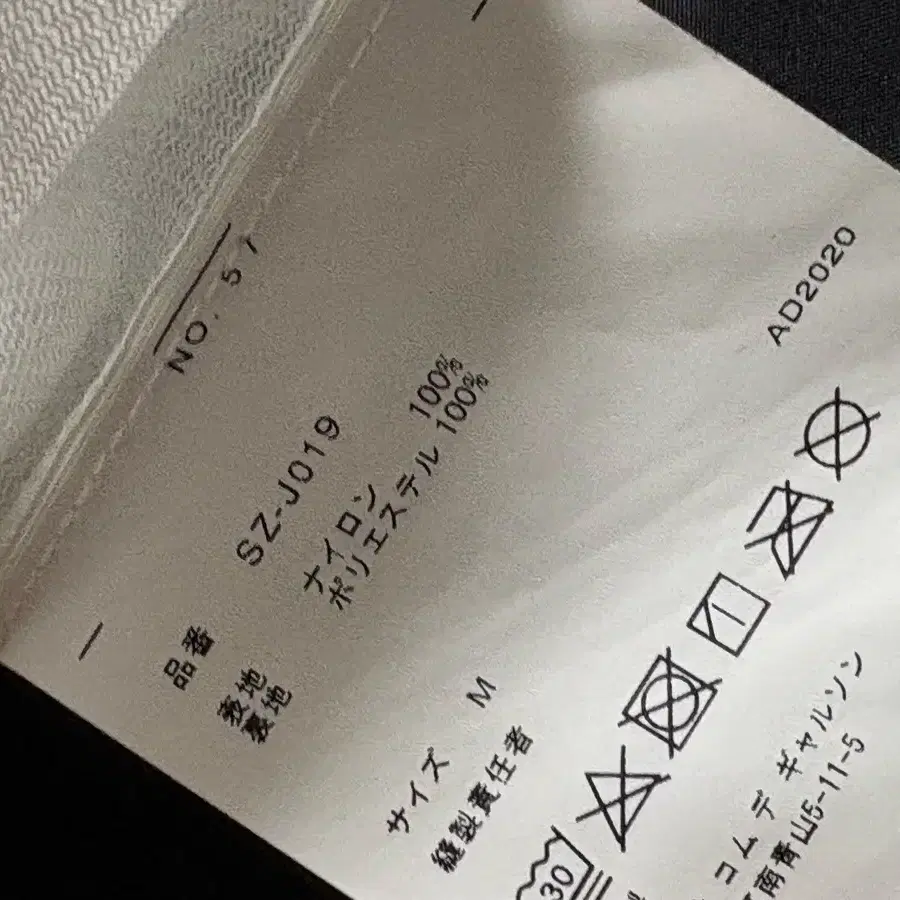 NO. 57
品番 SZ-J019
表地 ナイロン 100%
裏地 ポリエステル 100%
サイズ M
縫製責任者
30
コム デ ギャルソン
南青山5-11-5
AD2020